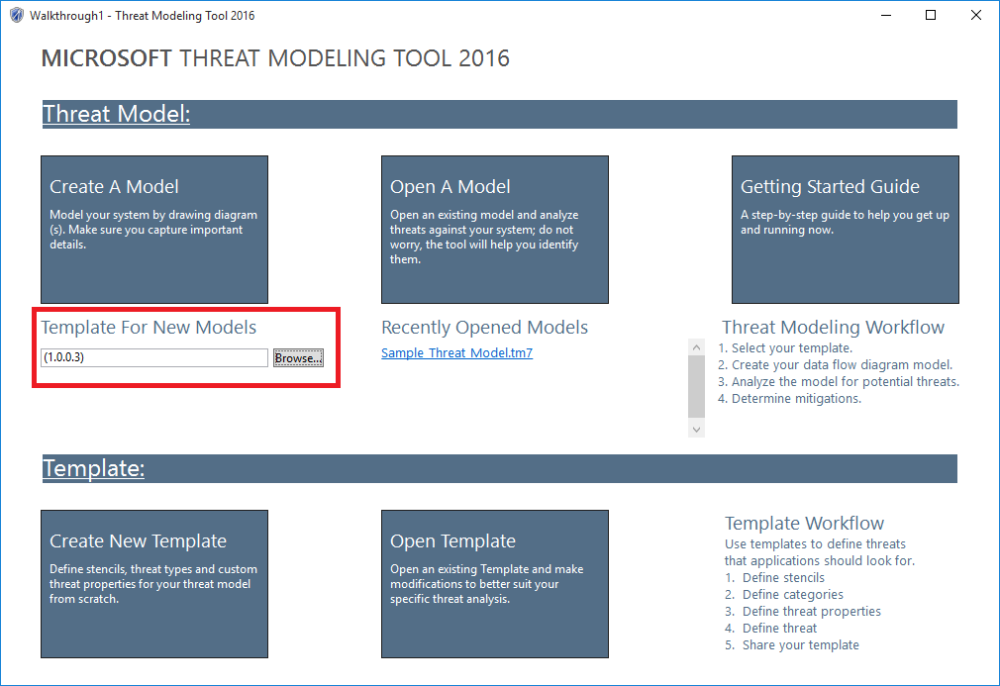 Walkthrough1 - Threat Modeling Tool 2016
MICROSOFT THREAT MODELING TOOL 2016
Threat Model:
Create A Model
Model your system by drawing diagram
(s). Make sure you capture important
details.
Open A Model
Open an existing model and analyze
threats against your system; do not
worry, the tool will help you identify
them.
Getting Started Guide
A step-by-step guide to help you get up
and running now.
Template For New Models
(1.0.0.3)
Browse...
Recently Opened Models
Sample Threat Model.tm7
Threat Modeling Workflow
1. Select your template.
2. Create your data flow diagram model.
3. Analyze the model for potential threats.
4. Determine mitigations.
Template:
Create New Template
Define stencils, threat types and custom
threat properties for your threat model
from scratch.
Open Template
Open an existing Template and make
modifications to better suit your
specific threat analysis.
Template Workflow
Use templates to define threats
that applications should look for.
1. Define stencils
2. Define categories
3. Define threat properties
4. Define threat
5. Share your template